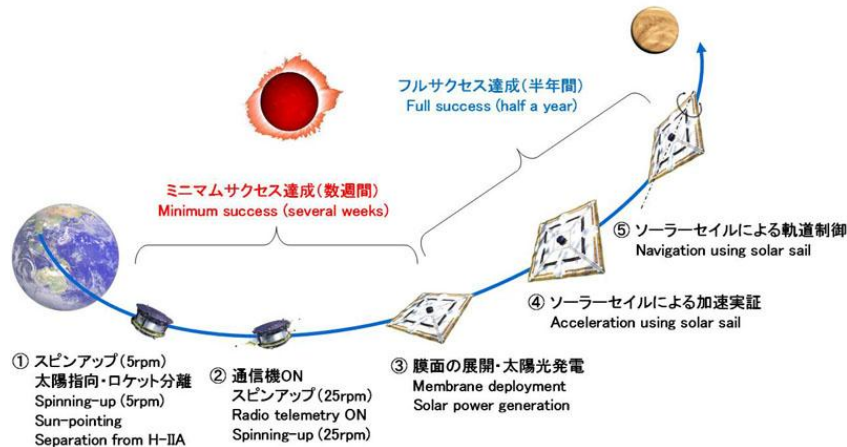 フルサクセス達成(半年間)
Full success (half a year)
ミニマムサクセス達成(数週間)
Minimum success (several weeks)
① スピンアップ(5rpm)
太陽指向・ロケット分離
Spinning-up (5rpm)
Sun-pointing
Separation from H-IIA
② 通信機ON
スピンアップ(25rpm)
Radio telemetry ON
Spinning-up (25rpm)
③ 膜面の展開・太陽光発電
Membrane deployment
Solar power generation
④ ソーラーセイルによる加速実証
Acceleration using solar sail
⑤ ソーラーセイルによる軌道制御
Navigation using solar sail